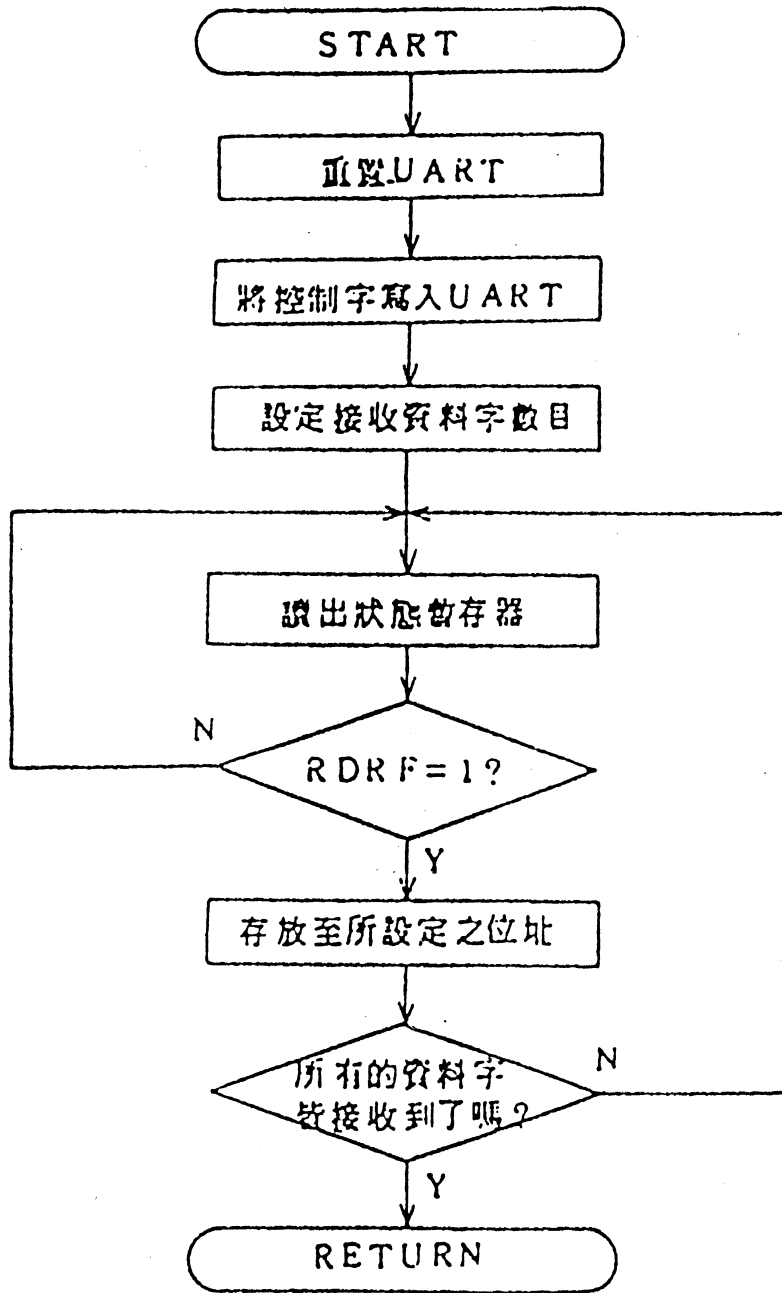 START
重置UART
將控制字寫入UART
設定接收資料字數目
讀出狀態暫存器
N
RDRF=1?
Y
存放至所設定之位址
所有的資料字
皆接收到了嗎?
N
Y
RETURN